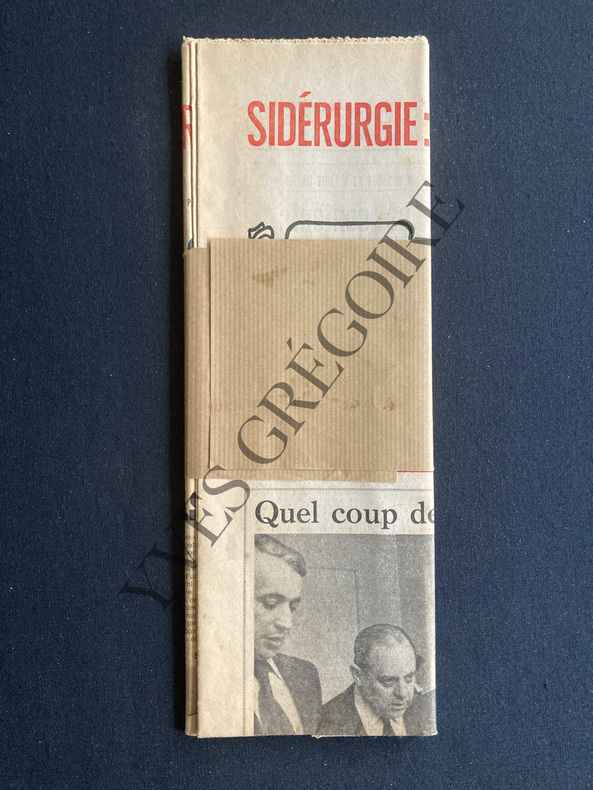 SIDÉRURGIE :
Quel coup de
YVES GRÉGOIRE